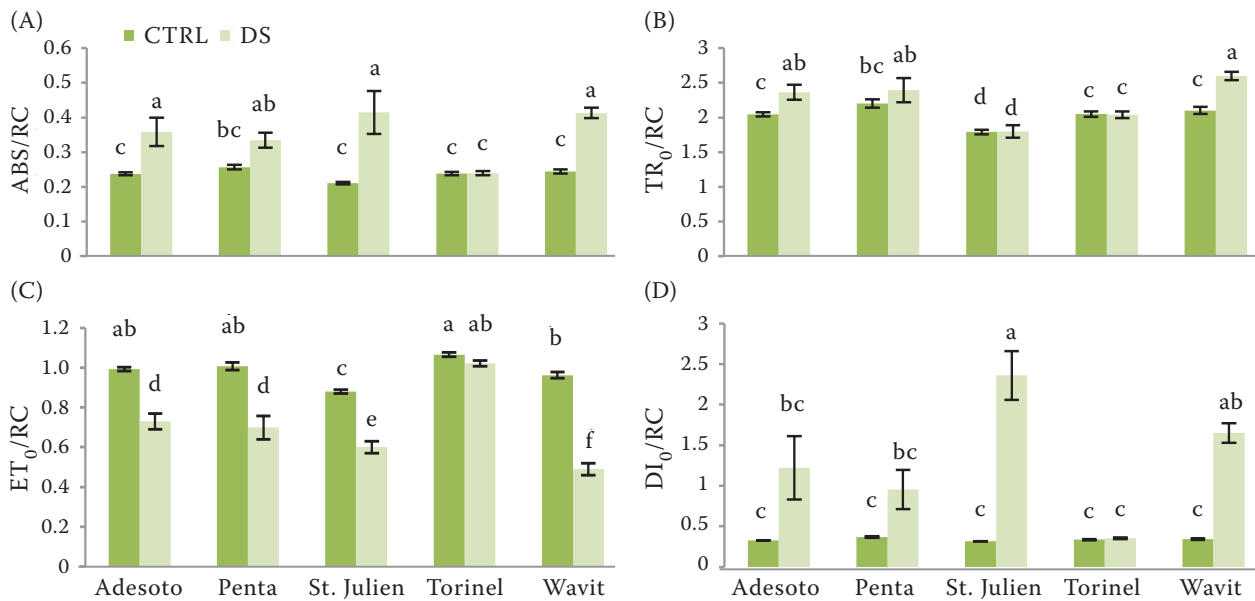 (A)
CTRL DS
ABS/RC
0.6
0.5
0.4
0.3
0.2
0.1
0
c a bc ab c a c c c a
(B)
TR0/RC
3
2.5
2
1.5
1
0.5
0
c ab bc ab d d c c c a
(C)
ET0/RC
1.2
1.0
0.8
0.6
0.4
0.2
0
ab d ab d c e a ab b f
Adesoto Penta St. Julien Torinel Wavit
(D)
DI0/RC
3
2.5
2
1.5
1
0.5
0
c bc c bc c a c c c ab
Adesoto Penta St. Julien Torinel Wavit